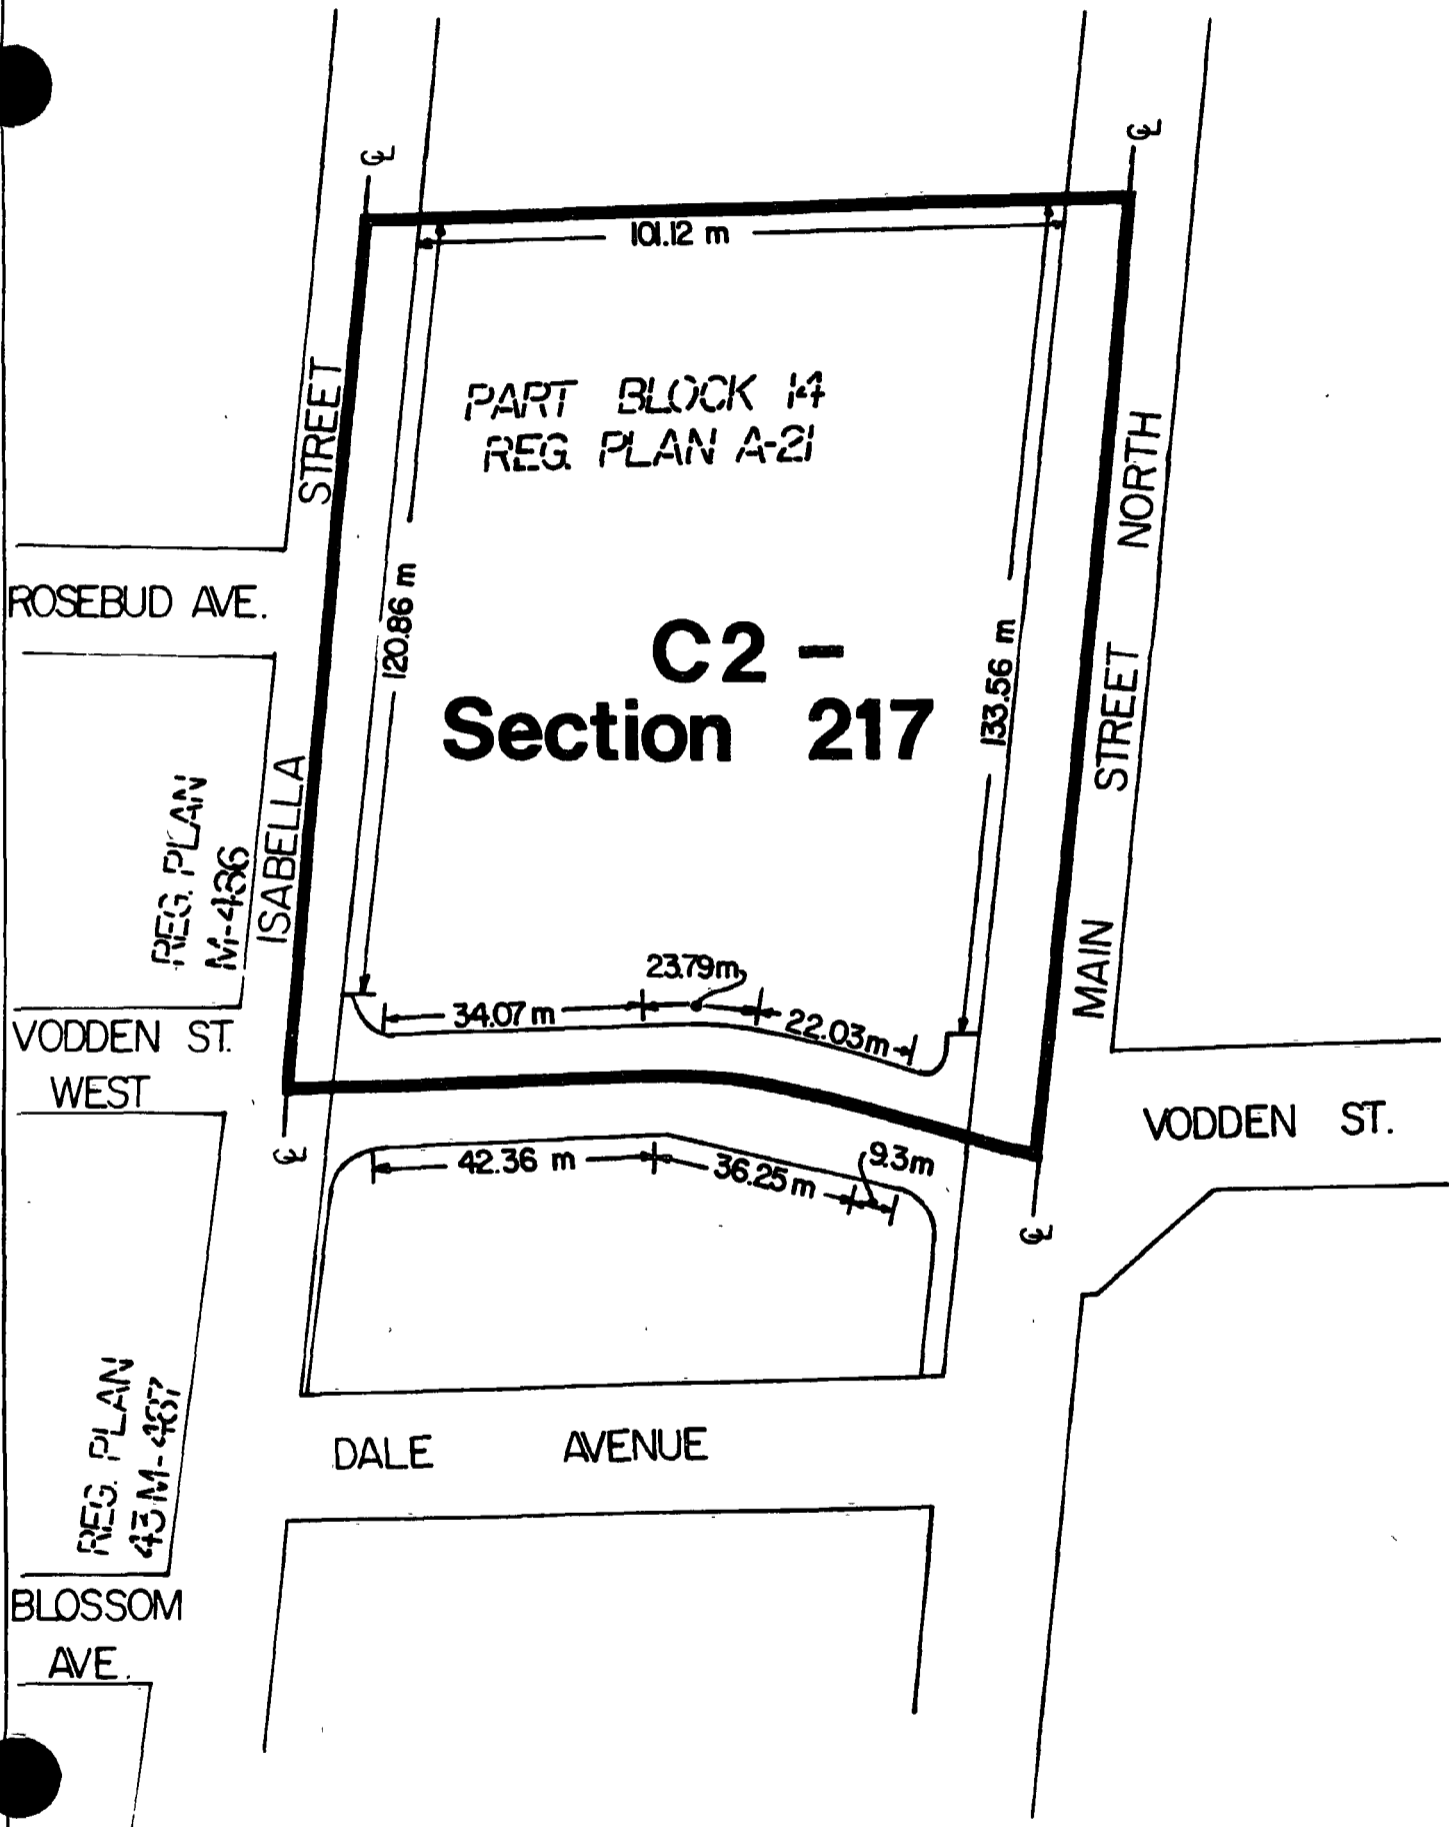 ℄
℄
101.12 m
PART BLOCK 14
REG. PLAN A-21
STREET
NORTH
ROSEBUD AVE.
120.86 m
C2 –
Section 217
133.56 m
STREET
ISABELLA
REG. PLAN
M-436
MAIN
23.79m
34.07 m
22.03m
VODDEN ST.
WEST
VODDEN ST.
℄
42.36 m
36.25 m
9.3m
℄
REG. PLAN
43M-487
DALE AVENUE
BLOSSOM
AVE.